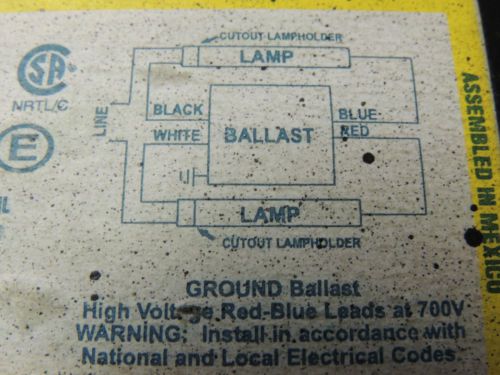 CUTOUT LAMPHOLDER
LAMP
SA
NRTL/C
LINE
BLACK
WHITE
BALLAST
BLUE
RED
E
LAMP
CUTOUT LAMPHOLDER
GROUND Ballast
High Voltage Red-Blue Leads at 700V
WARNING: Install in accordance with
National and Local Electrical Codes.
ASSEMBLED IN MEXICO